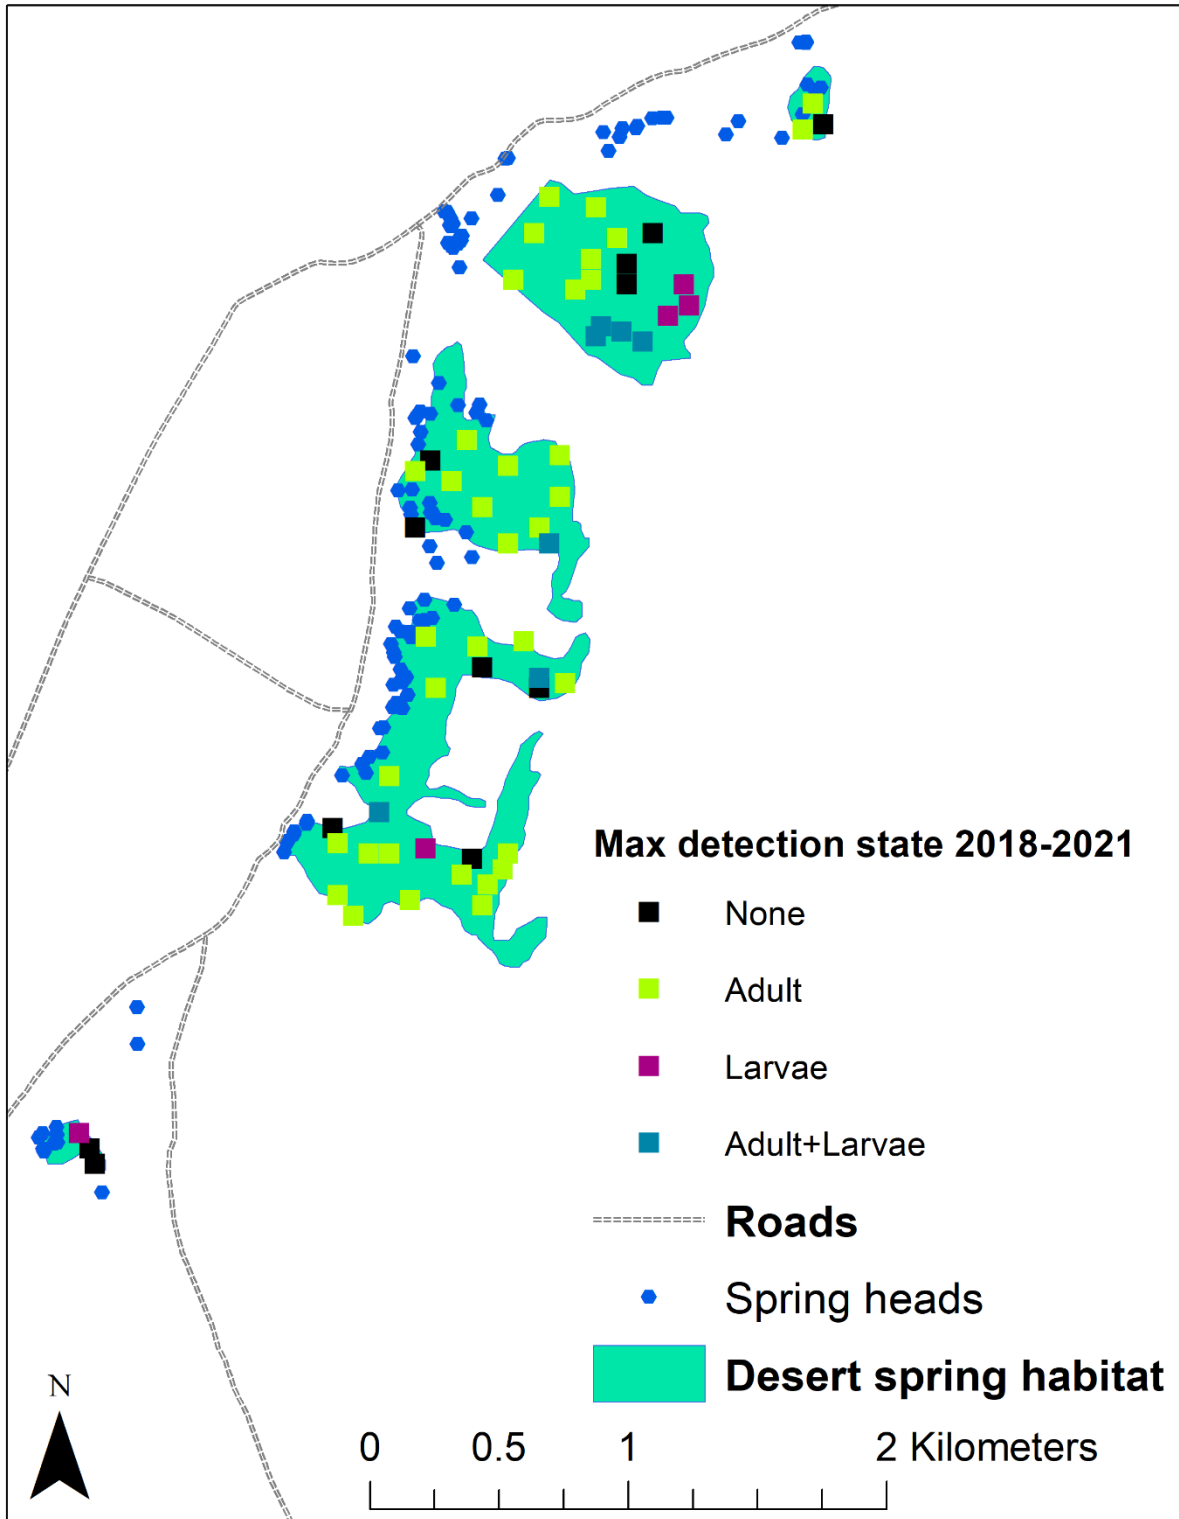 Max detection state 2018-2021
None
Adult
Larvae
Adult+Larvae
Roads
Spring heads
Desert spring habitat
N
0 0.5 1 2 Kilometers